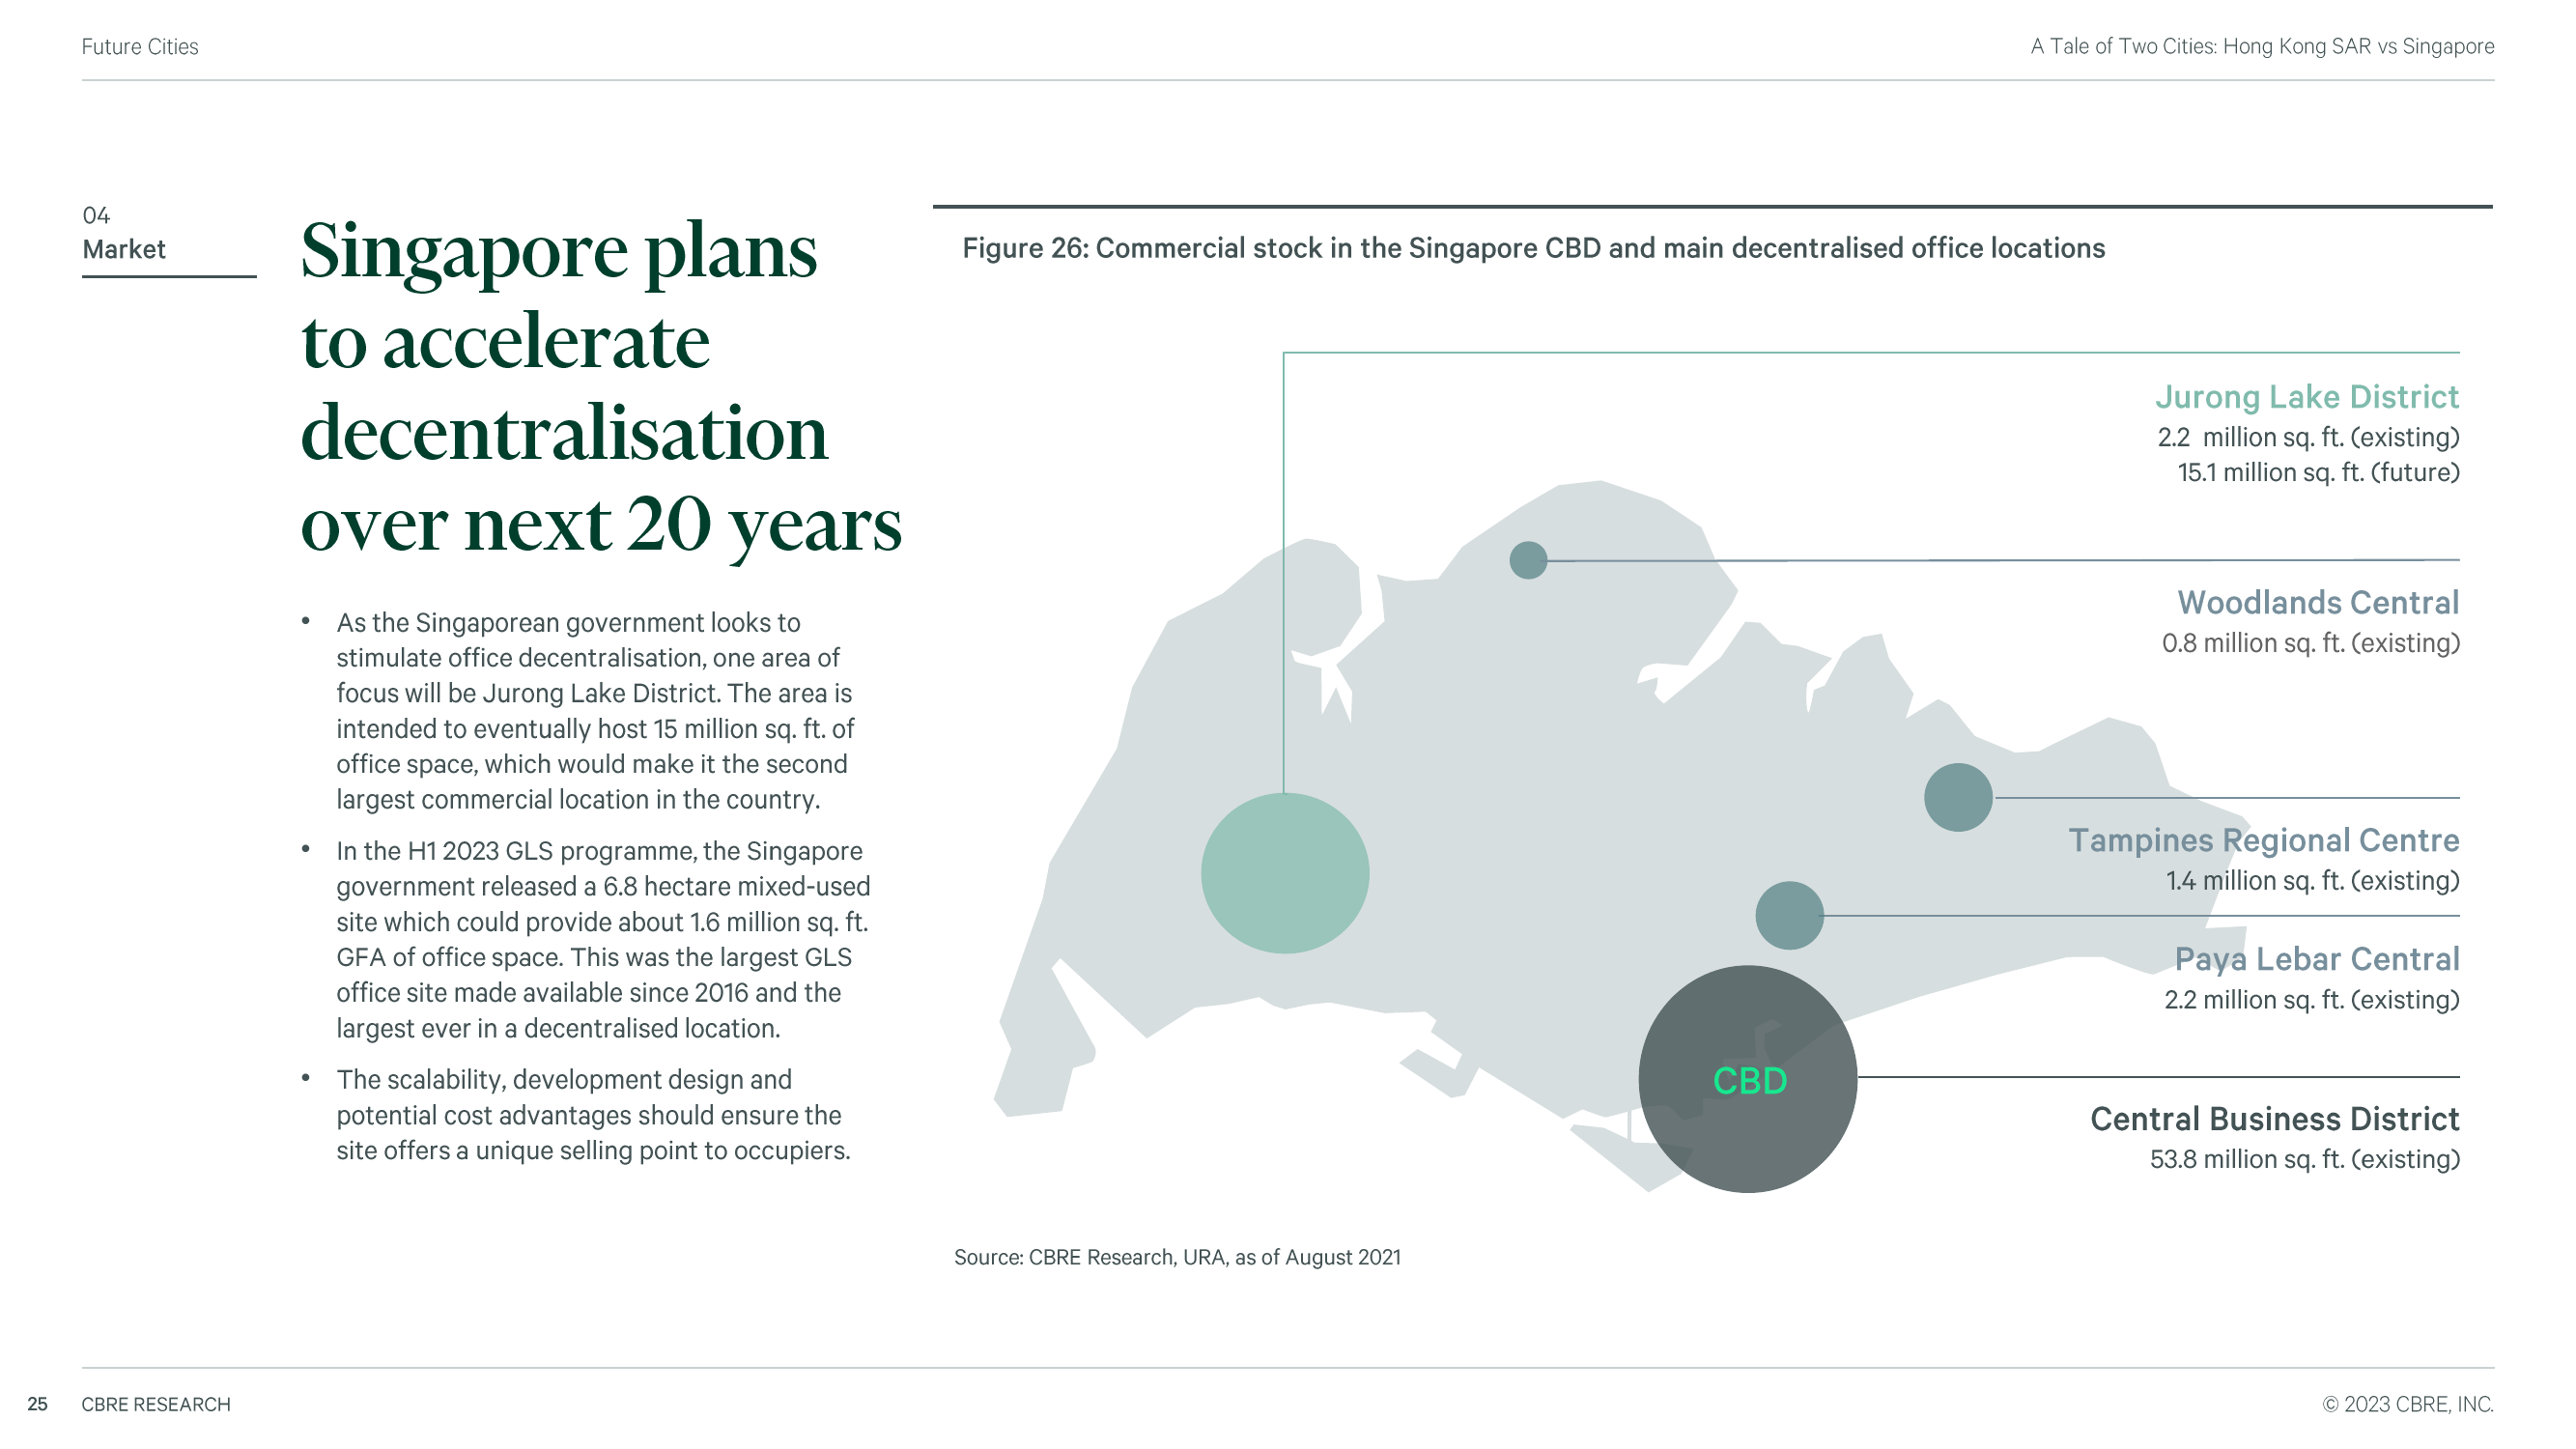 Future Cities
A Tale of Two Cities: Hong Kong SAR vs Singapore
04
Market
Singapore plans
to accelerate
decentralisation
over next 20 years
• As the Singaporean government looks to
stimulate office decentralisation, one area of
focus will be Jurong Lake District. The area is
intended to eventually host 15 million sq. ft. of
office space, which would make it the second
largest commercial location in the country.
• In the H1 2023 GLS programme, the Singapore
government released a 6.8 hectare mixed-used
site which could provide about 1.6 million sq. ft.
GFA of office space. This was the largest GLS
office site made available since 2016 and the
largest ever in a decentralised location.
• The scalability, development design and
potential cost advantages should ensure the
site offers a unique selling point to occupiers.
Figure 26: Commercial stock in the Singapore CBD and main decentralised office locations
Jurong Lake District
2.2 million sq. ft. (existing)
15.1 million sq. ft. (future)
Woodlands Central
0.8 million sq. ft. (existing)
Tampines Regional Centre
1.4 million sq. ft. (existing)
Paya Lebar Central
2.2 million sq. ft. (existing)
CBD
Central Business District
53.8 million sq. ft. (existing)
Source: CBRE Research, URA, as of August 2021
25 CBRE RESEARCH
© 2023 CBRE, INC.